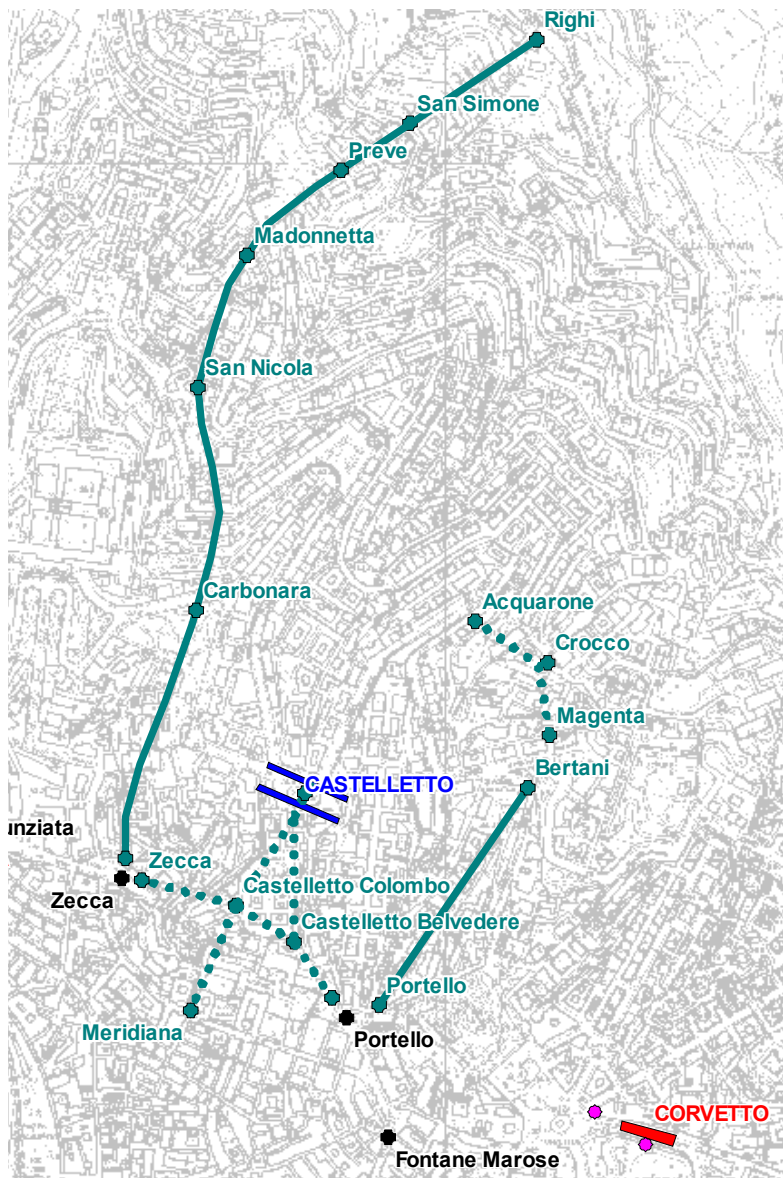 Righi
San Simone
Preve
Madonnetta
San Nicola
Carbonara
Acquarone
Crocco
Magenta
Bertani
CASTELLETTO
unziata
Zecca
Zecca
Castelletto Colombo
Castelletto Belvedere
Portello
Meridiana
Portello
CORVETTO
Fontane Marose